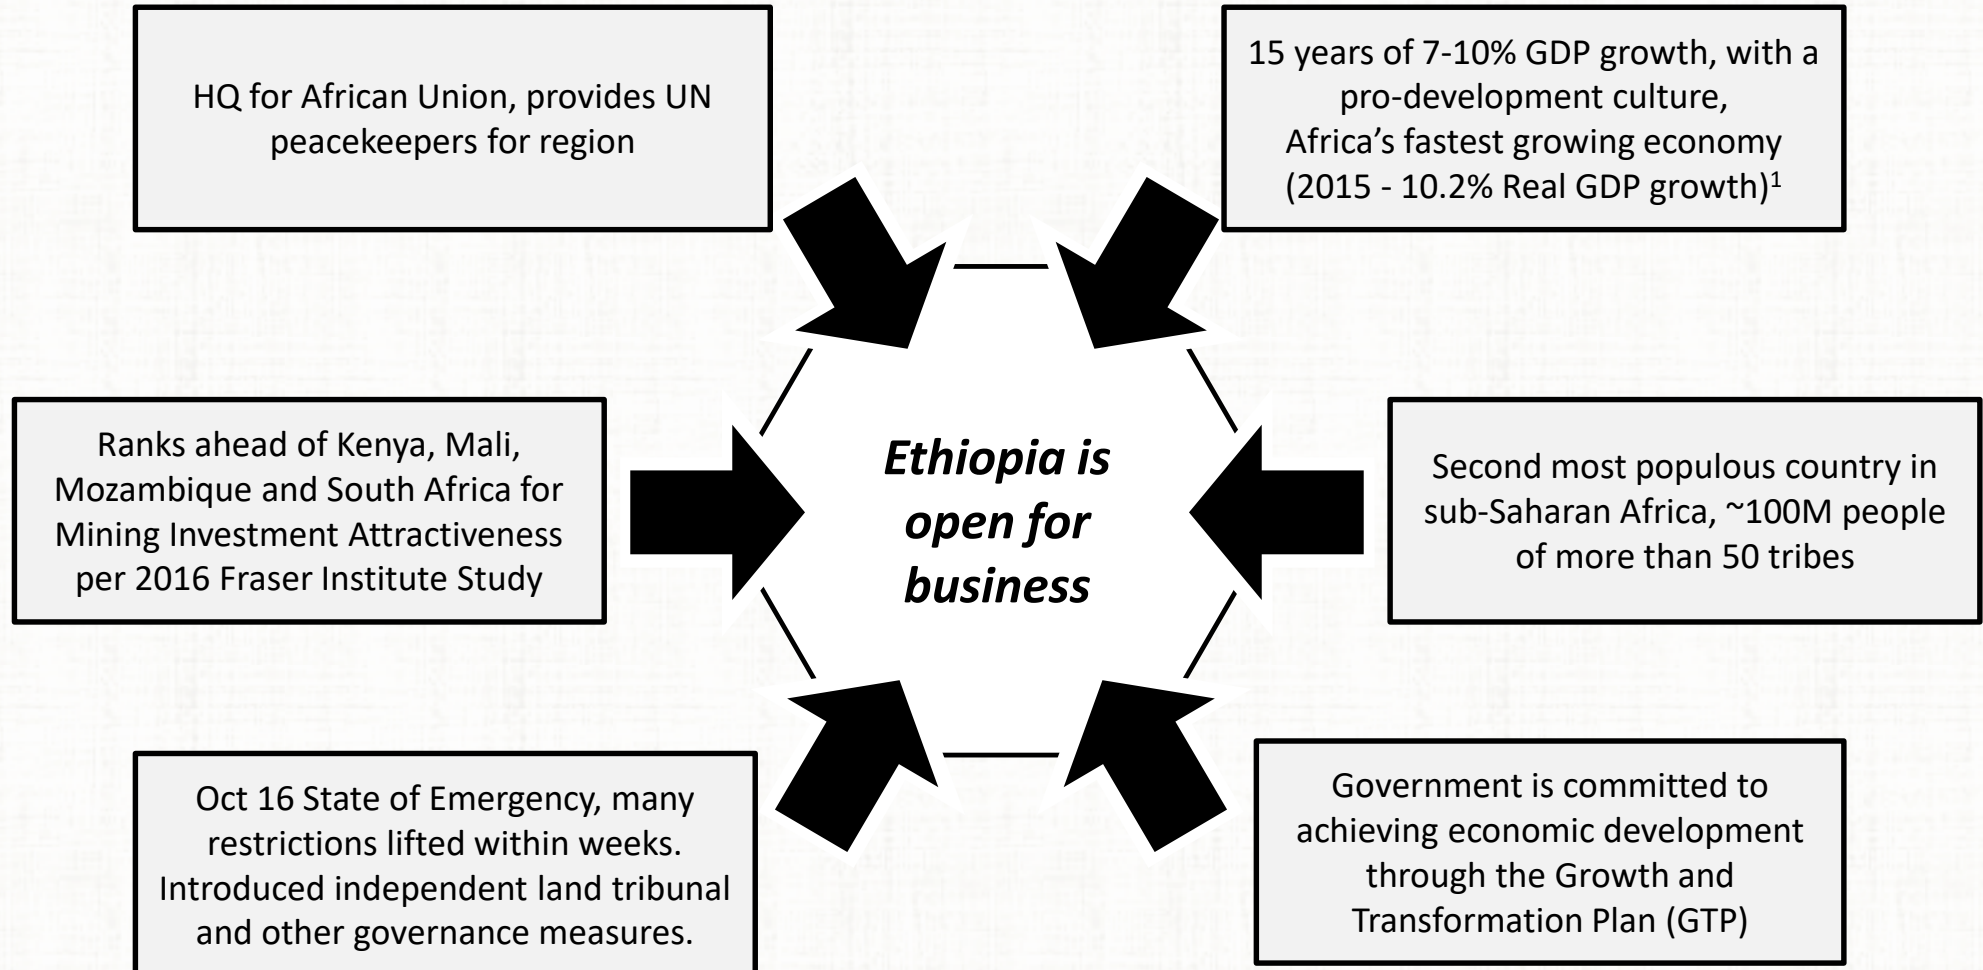 HQ for African Union, provides UN
peacekeepers for region
15 years of 7-10% GDP growth, with a
pro-development culture,
Africa’s fastest growing economy
(2015 - 10.2% Real GDP growth)¹
Ranks ahead of Kenya, Mali,
Mozambique and South Africa for
Mining Investment Attractiveness
per 2016 Fraser Institute Study
Ethiopia is
open for
business
Second most populous country in
sub-Saharan Africa, ~100M people
of more than 50 tribes
Oct 16 State of Emergency, many
restrictions lifted within weeks.
Introduced independent land tribunal
and other governance measures.
Government is committed to
achieving economic development
through the Growth and
Transformation Plan (GTP)